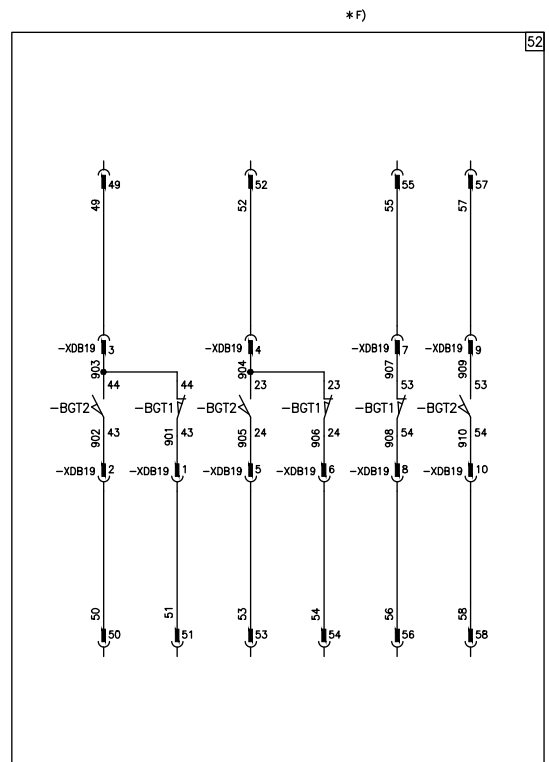 *F)
52
49 52 55 57
49 52 55 57
-XDB19 3 -XDB19 4 -XDB19 7 -XDB19 9
903 904 907 909
44 44 23 23 53 53
-BGT2 -BGT1 -BGT2 -BGT1 -BGT1 -BGT2
902 43 901 43 905 24 906 24 908 54 910 54
-XDB19 2 -XDB19 1 -XDB19 5 -XDB19 6 -XDB19 8 -XDB19 10
50 51 53 54 56 58
50 51 53 54 56 58